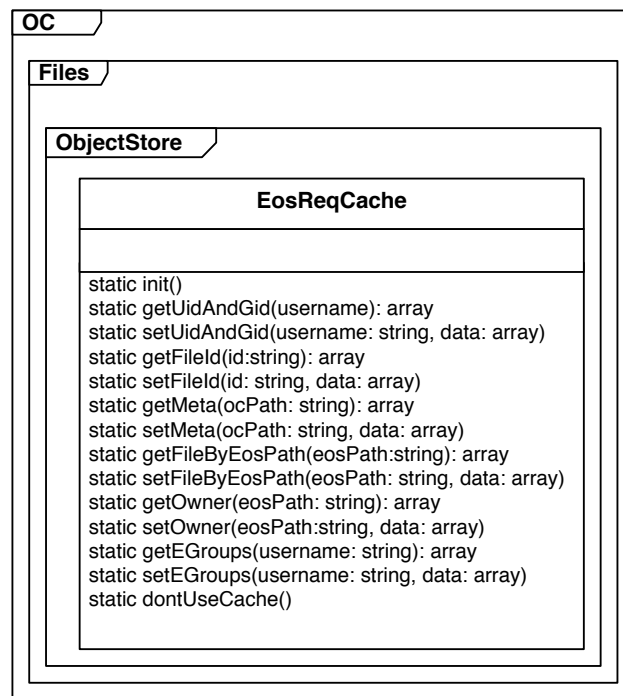 OC
Files
ObjectStore
EosReqCache
static init()
static getUidAndGid(username): array
static setUidAndGid(username: string, data: array)
static getFileId(id:string): array
static setFileId(id: string, data: array)
static getMeta(ocPath: string): array
static setMeta(ocPath: string, data: array)
static getFileByEosPath(eosPath:string): array
static setFileByEosPath(eosPath: string, data: array)
static getOwner(eosPath: string): array
static setOwner(eosPath:string, data: array)
static getEGroups(username: string): array
static setEGroups(username: string, data: array)
static dontUseCache()